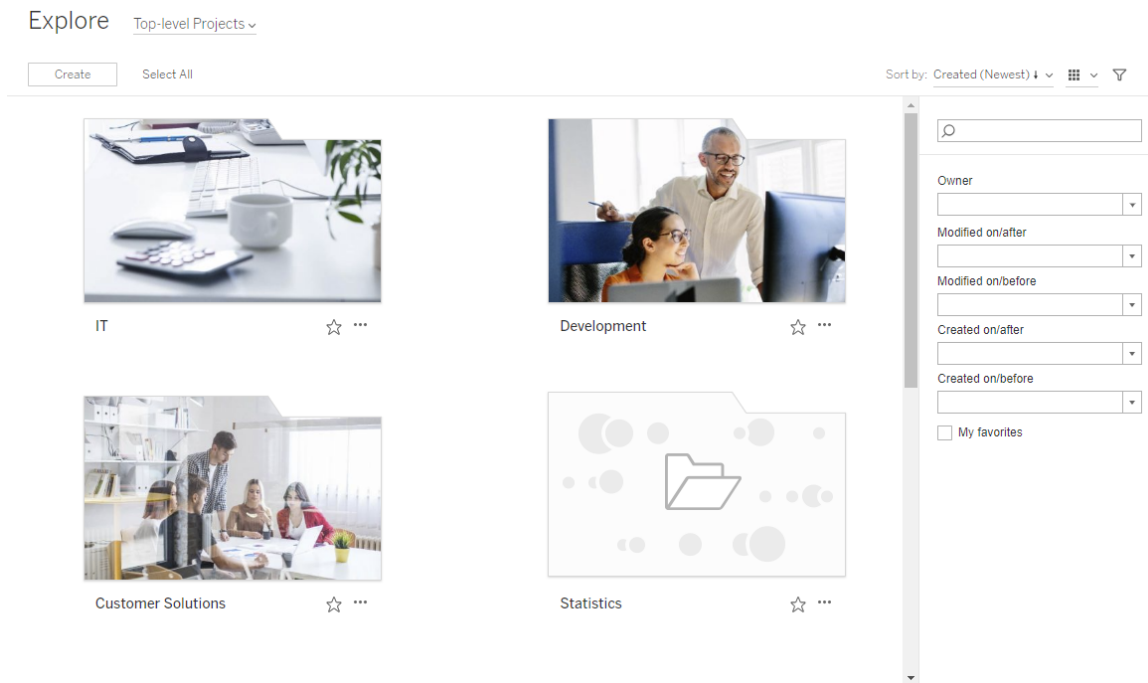 Explore Top-level Projects
Create Select All Sort by: Created (Newest)
IT
Development
Customer Solutions
Statistics
Owner
Modified on/after
Modified on/before
Created on/after
Created on/before
My favorites